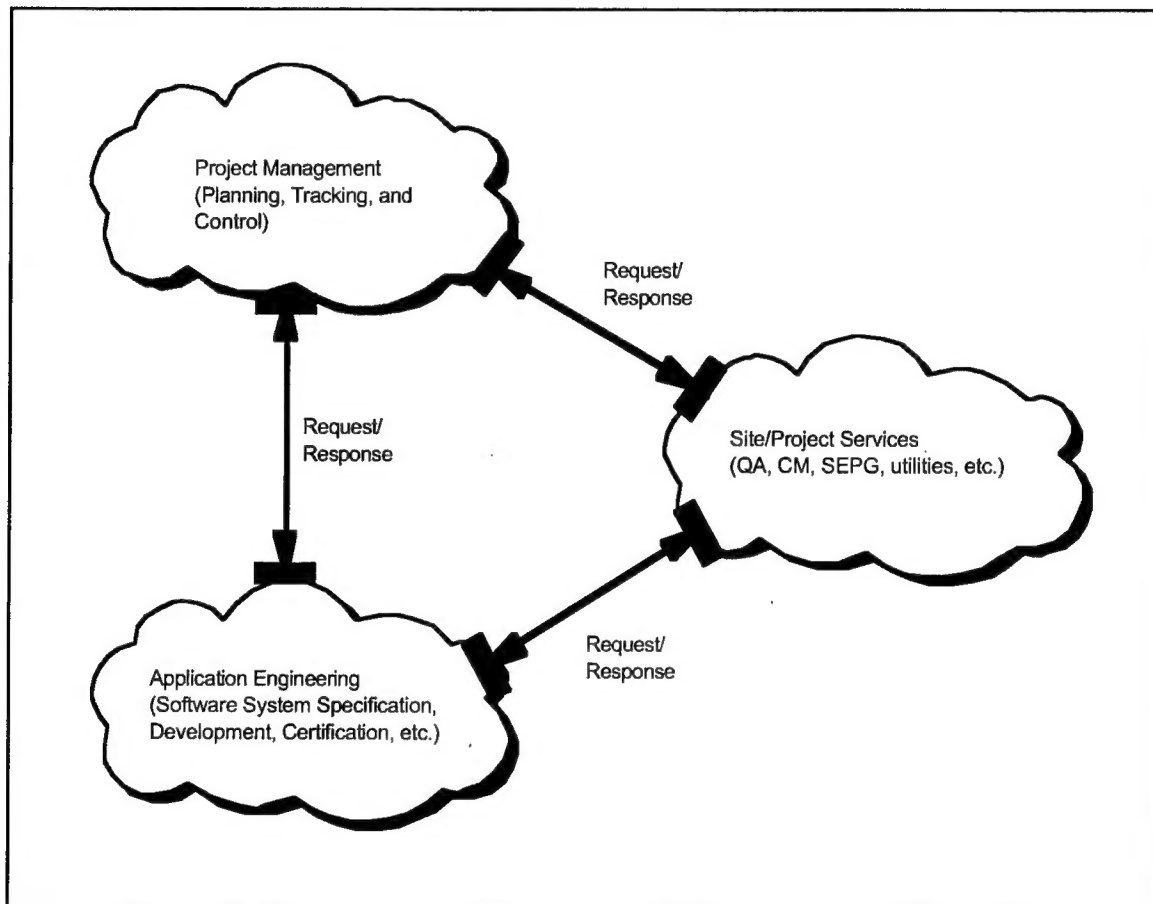 Project Management
(Planning, Tracking, and
Control)
Request/
Response
Request/
Response
Site/Project Services
(QA, CM, SEPG, utilities, etc.)
Request/
Response
Application Engineering
(Software System Specification,
Development, Certification, etc.)